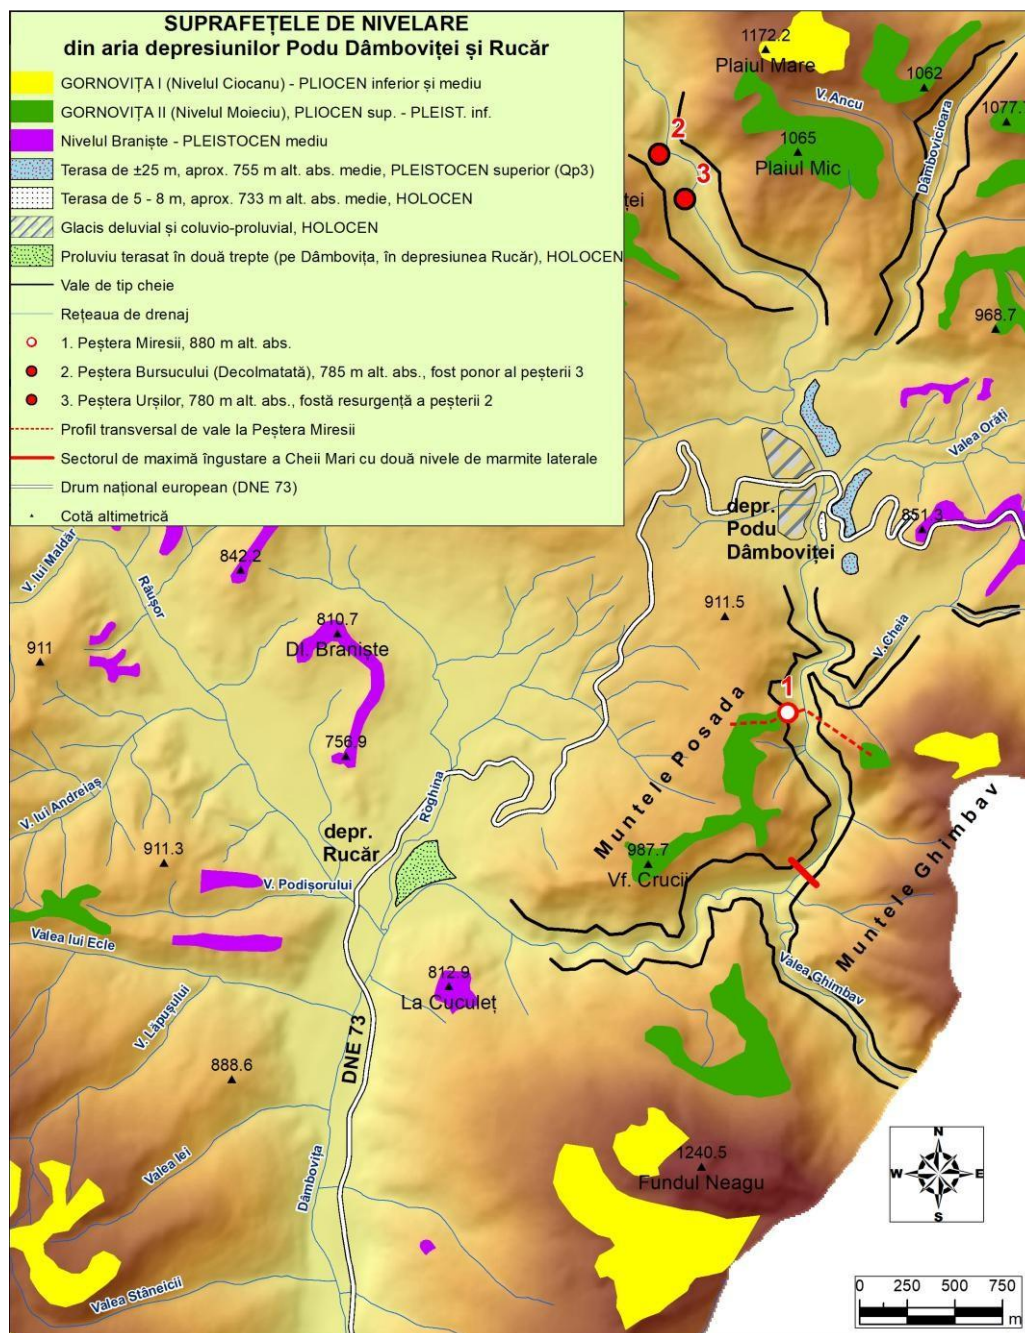 SUPRAFEȚELE DE NIVELARE
din aria depresiunilor Podu Dâmboviței și Rucăr
GORNOVIȚA I (Nivelul Ciocanu) - PLIOCEN inferior și mediu
GORNOVIȚA II (Nivelul Moieciu), PLIOCEN sup. - PLEIST. inf.
Nivelul Braniște - PLEISTOCEN mediu
Terasa de ±25 m, aprox. 755 m alt. abs. medie, PLEISTOCEN superior (Qp3)
Terasa de 5 - 8 m, aprox. 733 m alt. abs. medie, HOLOCEN
Glacis deluvial și coluvio-proluvial, HOLOCEN
Proluviu terasat în două trepte (pe Dâmbovița, în depresiunea Rucăr), HOLOCEN
Vale de tip cheie
Rețeaua de drenaj
1. Peștera Miresii, 880 m alt. abs.
2. Peștera Bursucului (Decolmatată), 785 m alt. abs., fost ponor al peșterii 3
3. Peștera Urșilor, 780 m alt. abs., fostă resurgență a peșterii 2
Profil transversal de vale la Peștera Miresii
Sectorul de maximă îngustare a Cheii Mari cu două nivele de marmite laterale
Drum național european (DNE 73)
Cotă altimetrică
1172.2
Plaiul Mare
1062
V. Ancu
1077.
2
1065
Plaiul Mic
Dâmbovicioara
3
ței
968.7
Valea Orăți
depr.
Podu
Dâmboviței
851.3
V. lui Maldăr
842.2
Râușor
810.7
Dl. Braniște
911.5
911
V. Cheia
1
756.9
Muntele Posada
V. lui Andreiaș
Roghina
depr.
Rucăr
911.3
987.7
Vf. Crucii
Muntele Ghimbav
V. Podișorului
Valea lui Ecle
Valea Ghimbav
812.9
La Cuculeț
V. Lăpușului
DNE 73
888.6
Valea Iei
Dâmbovița
1240.5
Fundul Neagu
N
W
E
S
Valea Stâneicii
0 250 500 750
m